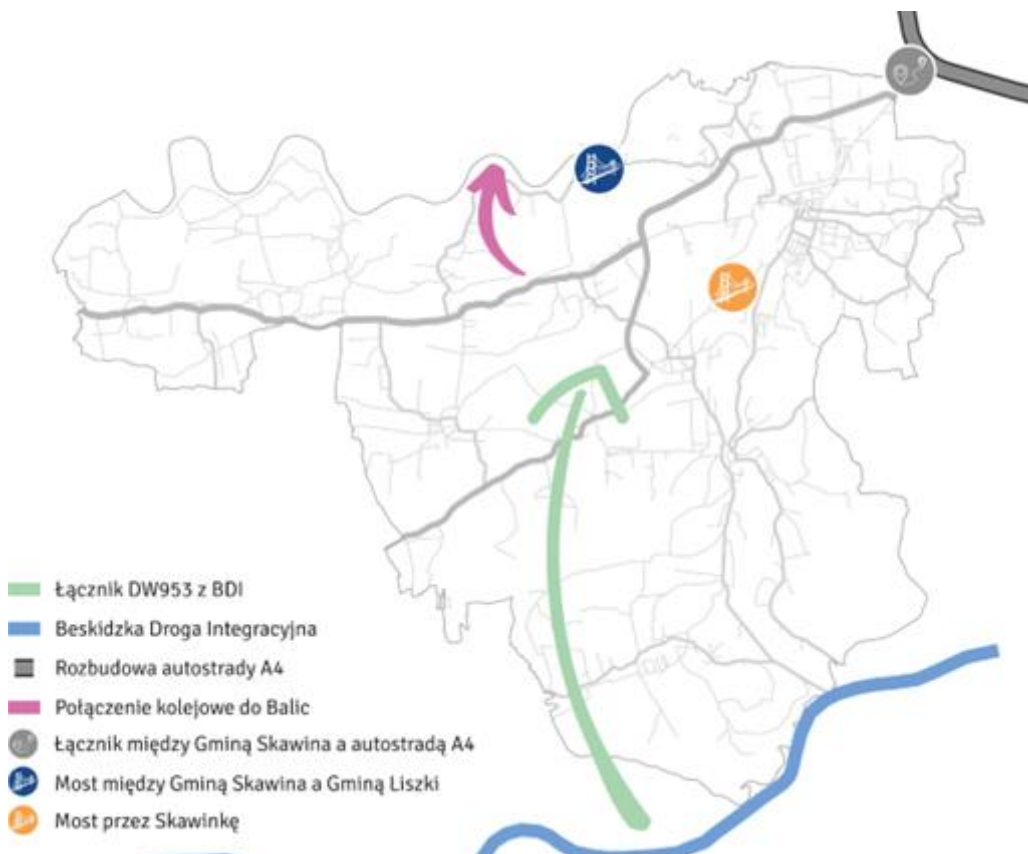 Łącznik DW953 z BDI
Beskidzka Droga Integracyjna
Rozbudowa autostrady A4
Połączenie kolejowe do Balic
Łącznik między Gminą Skawina a autostradą A4
Most między Gminą Skawina a Gminą Liszki
Most przez Skawinkę